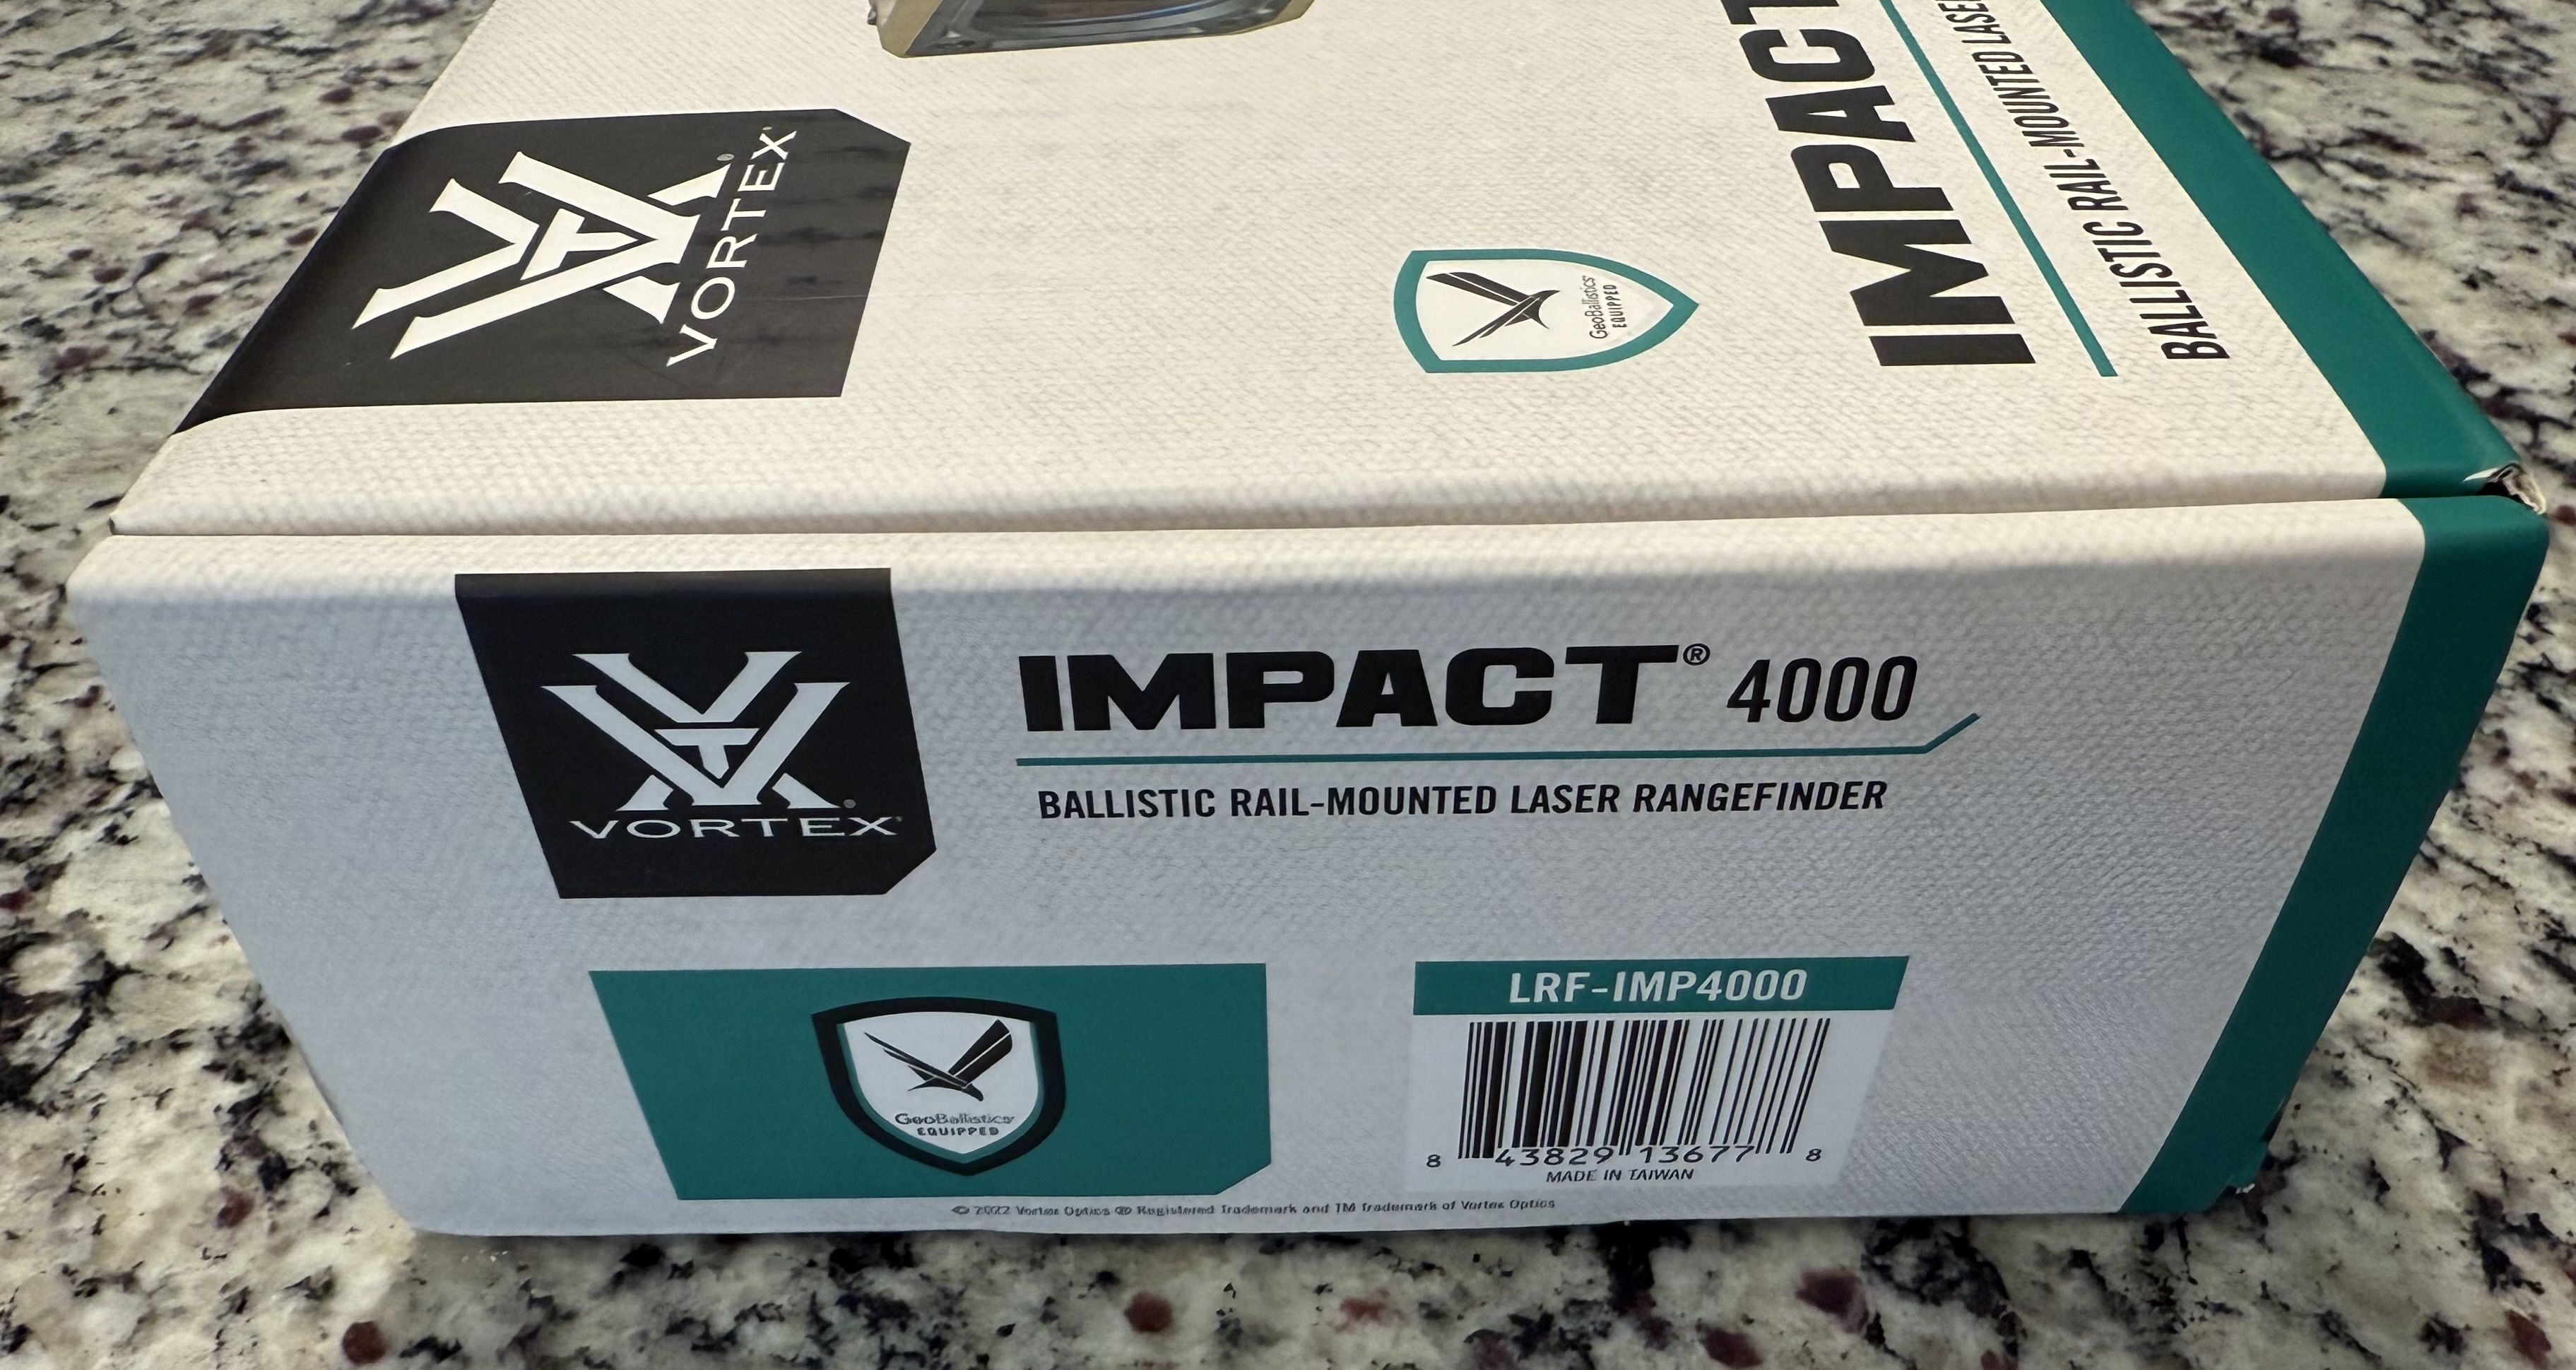 VORTEX
GeoBallistics
EQUIPPED
IMPACT
BALLISTIC RAIL-MOUNTED LASE
VORTEX
IMPACT® 4000
BALLISTIC RAIL-MOUNTED LASER RANGEFINDER
GeoBallistics
EQUIPPED
LRF-IMP4000
8 43829 13677 8
MADE IN TAIWAN
© 2022 Vortex Optics ® Registered Trademark and TM Trademark of Vortex Optics